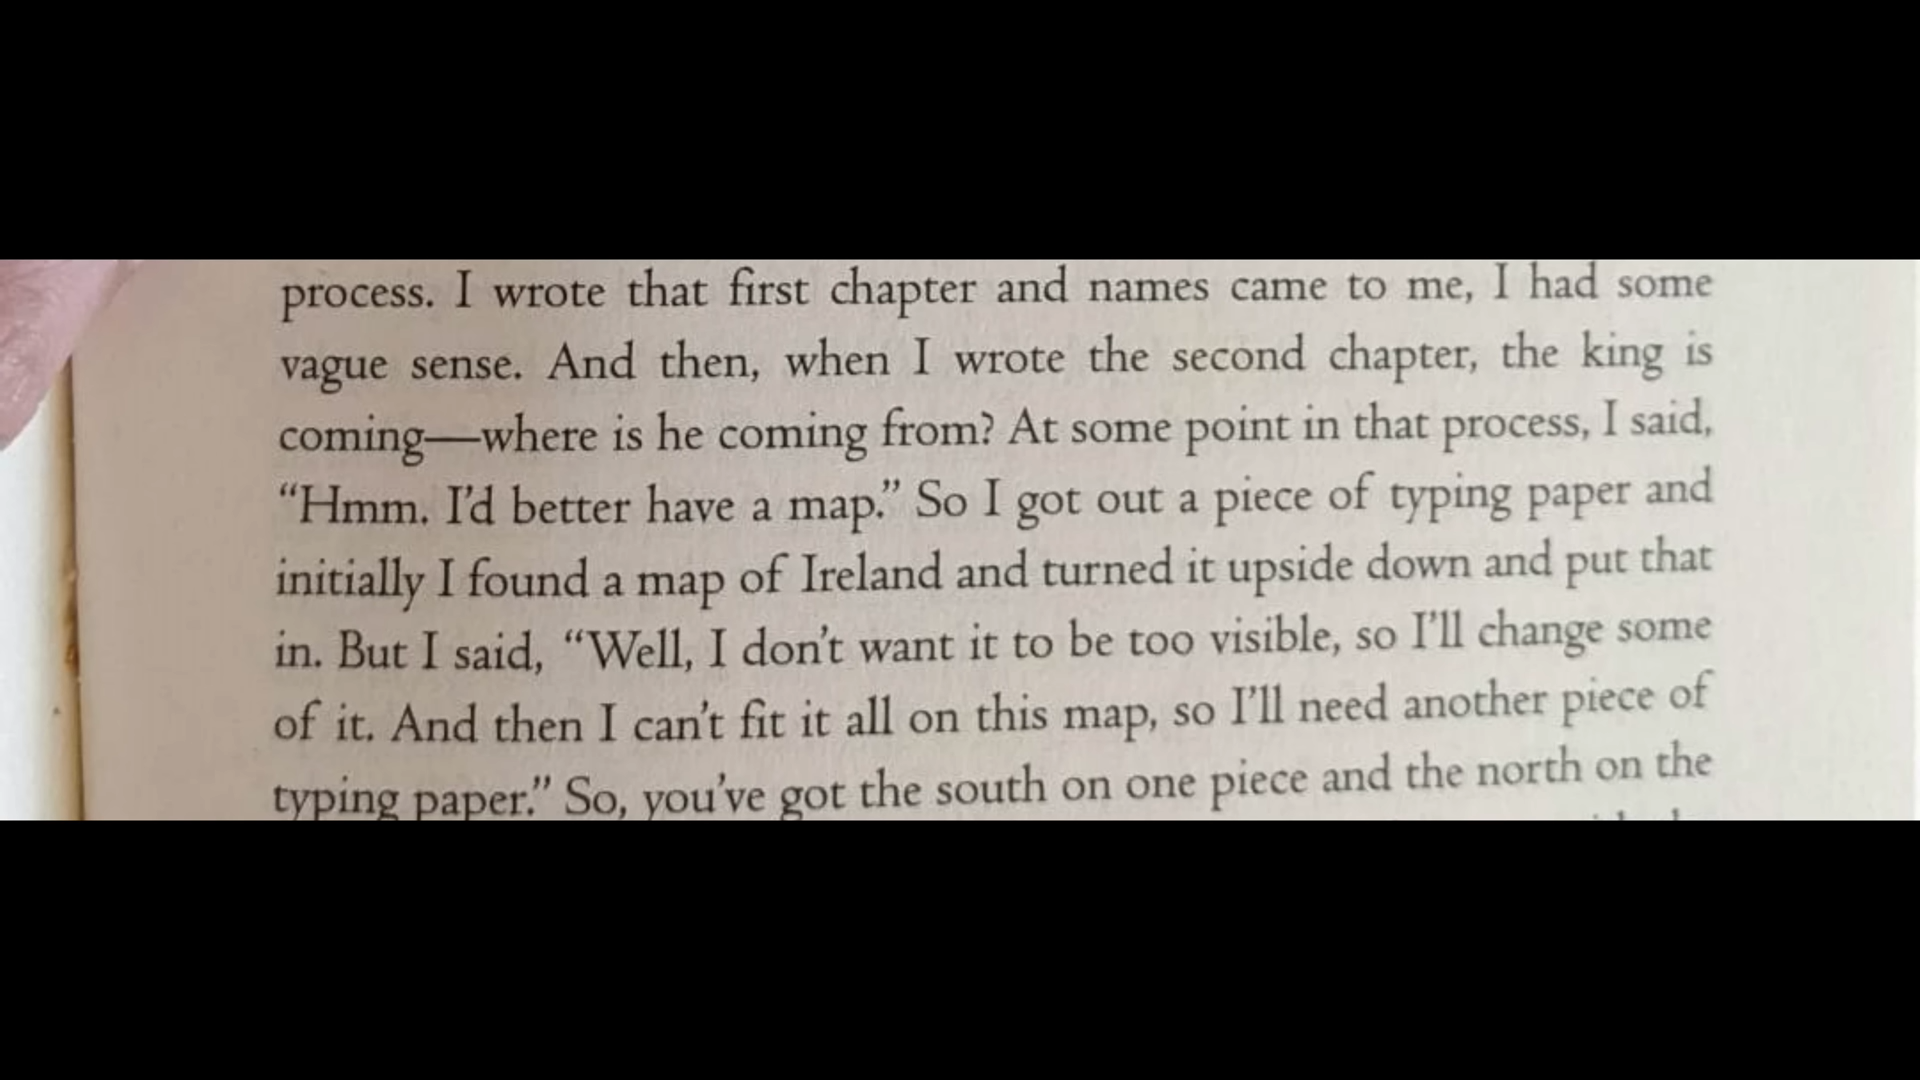 process. I wrote that first chapter and names came to me, I had some
vague sense. And then, when I wrote the second chapter, the king is
coming—where is he coming from? At some point in that process, I said,
“Hmm. I’d better have a map.” So I got out a piece of typing paper and
initially I found a map of Ireland and turned it upside down and put that
in. But I said, “Well, I don’t want it to be too visible, so I’ll change some
of it. And then I can’t fit it all on this map, so I’ll need another piece of
typing paper.” So, you’ve got the south on one piece and the north on the